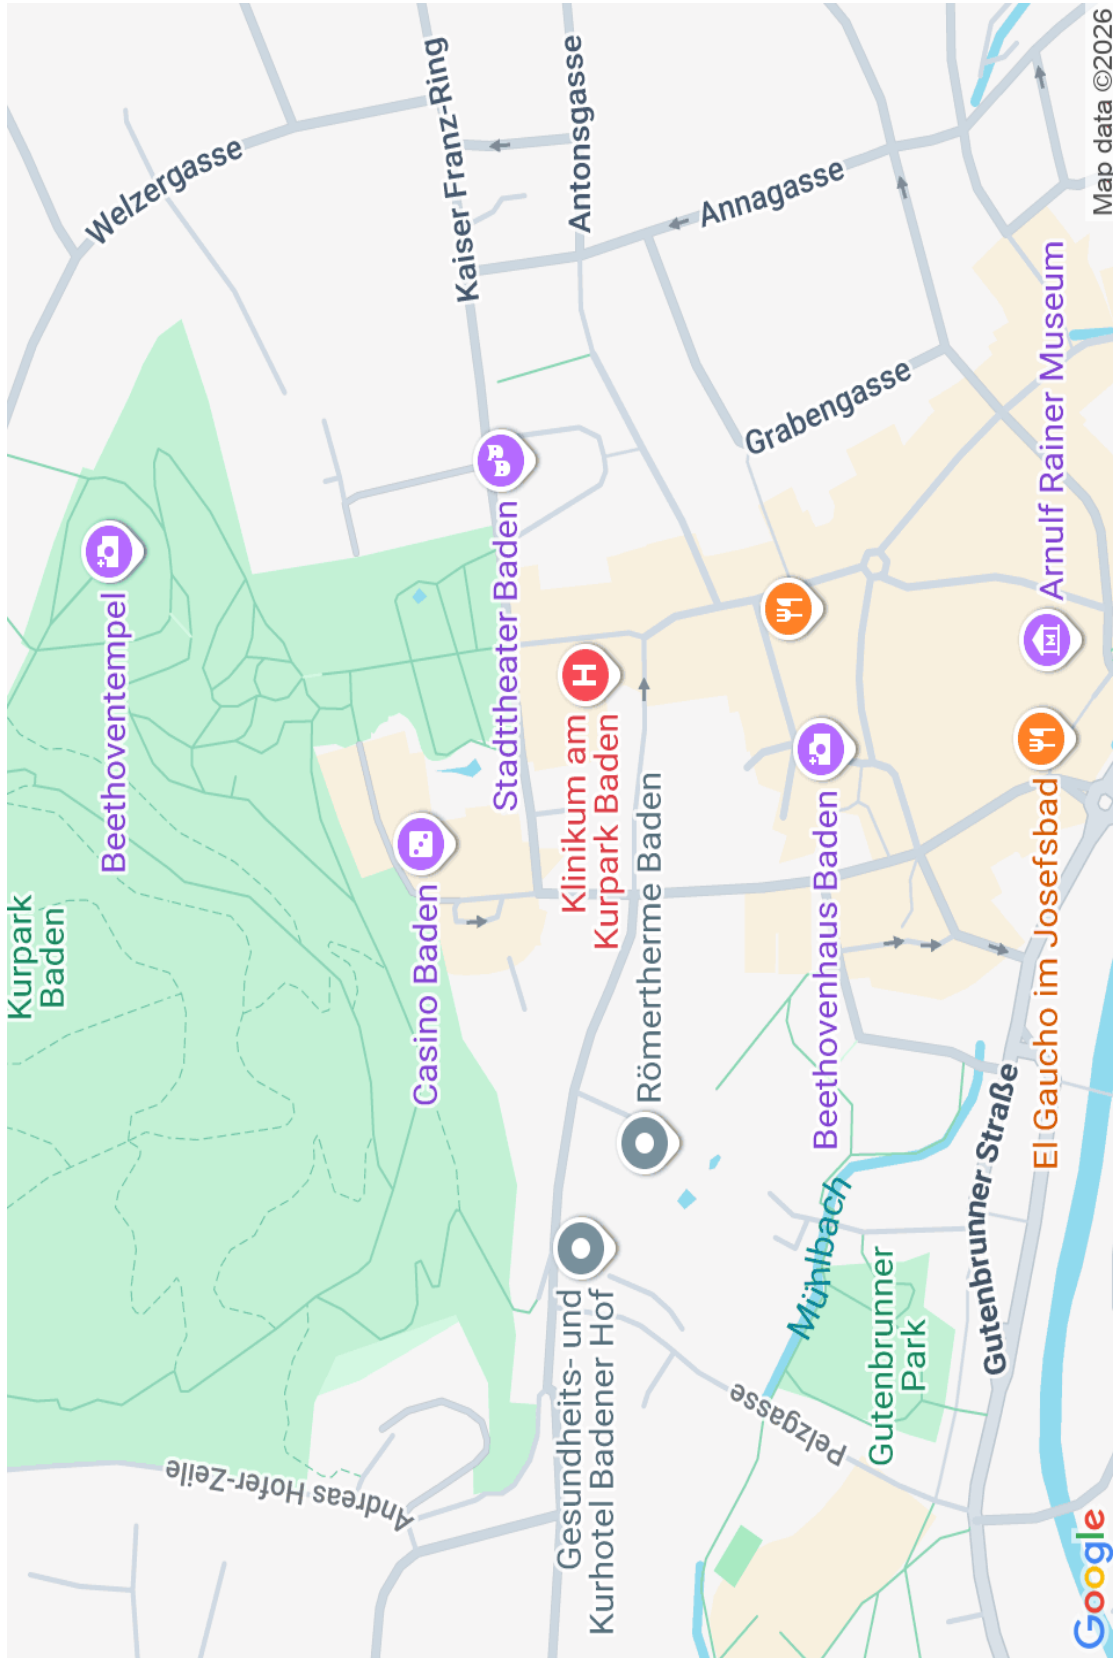 Kurpark
Baden
Beethoventempel
Welzergasse
Andreas Hofer-Zeile
Casino Baden
Stadttheater Baden
Kaiser Franz-Ring
Gesundheits- und
Kurhotel Badener Hof
Klinikum am
Kurpark Baden
Antonsgasse
Römertherme Baden
Annagasse
Pelzgasse
Mühlbach
Beethovenhaus Baden
Grabengasse
Gutenbrunner
Park
Gutenbrunner Straße
El Gaucho im Josefsbad
Arnulf Rainer Museum
Google
Map data ©2026